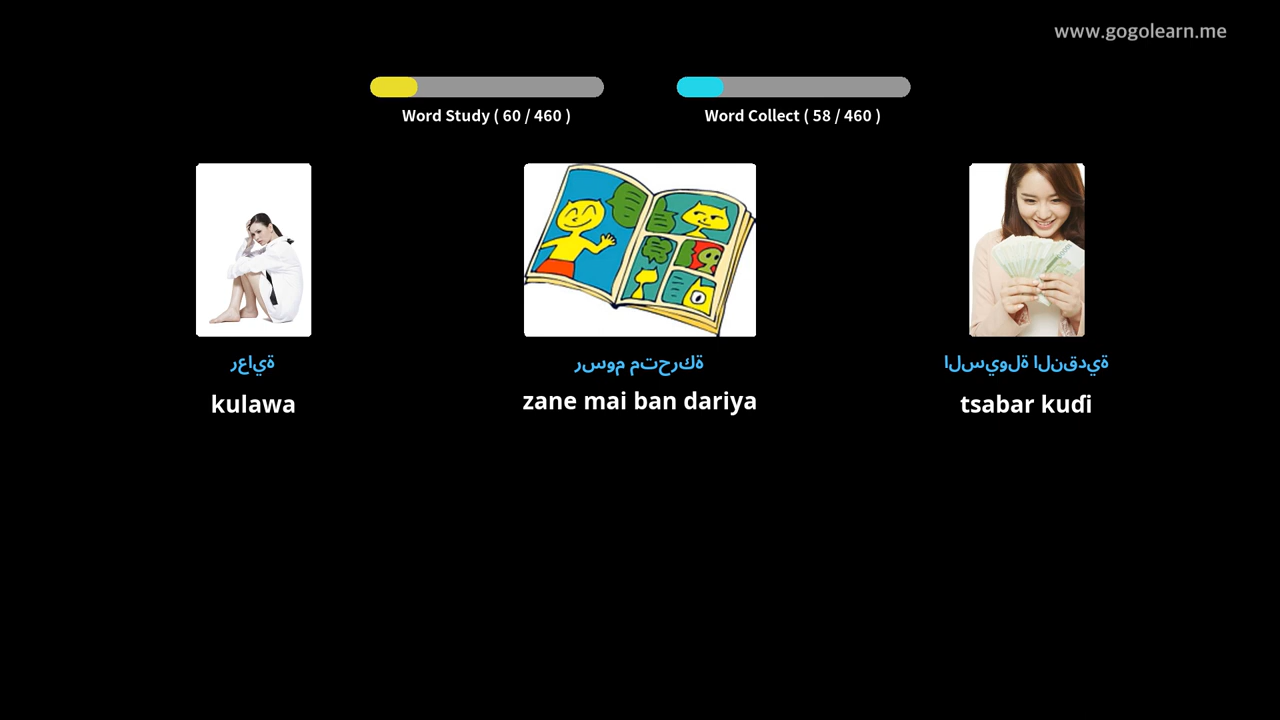 www.gogolearn.me
Word Study ( 60 / 460 )
Word Collect ( 58 / 460 )
رعاية
رسوم متحركة
السيولة النقدية
kulawa
zane mai ban dariya
tsabar kuɗi